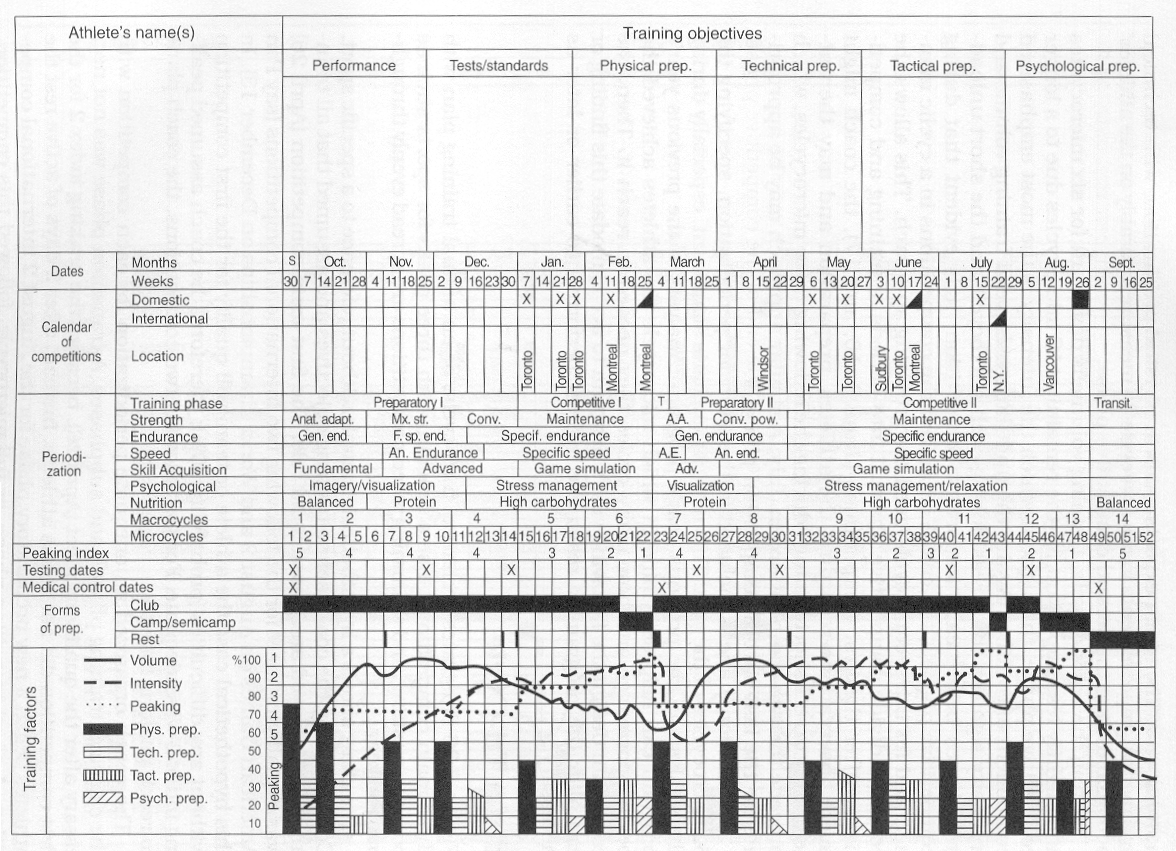 Athlete's name(s) Training objectives
Performance Tests/standards Physical prep. Technical prep. Tactical prep. Psychological prep.
Dates Months S Oct. Nov. Dec. Jan. Feb. March April May June July Aug. Sept.
Weeks 30 7 14 21 28 4 11 18 25 2 9 16 23 30 7 14 21 28 4 11 18 25 4 11 18 25 1 8 15 22 29 6 13 20 27 3 10 17 24 1 8 15 22 29 5 12 19 26 2 9 16 25
Calendar of competitions
Domestic X X X X X X X X X
International
Location Toronto Toronto Toronto Montreal Montreal Windsor Toronto Toronto Sudbury Toronto Montreal Toronto N.Y. Vancouver
Periodi-zation
Training phase Preparatory I Competitive I T Preparatory II Competitive II Transit.
Strength Anat. adapt. Mx. str. Conv. Maintenance A.A. Conv. pow. Maintenance
Endurance Gen. end. F. sp. end. Specif. endurance Gen. endurance Specific endurance
Speed An. Endurance Specific speed A.E. An. end. Specific speed
Skill Acquisition Fundamental Advanced Game simulation Adv. Game simulation
Psychological Imagery/visualization Stress management Visualization Stress management/relaxation
Nutrition Balanced Protein High carbohydrates Protein High carbohydrates Balanced
Macrocycles 1 2 3 4 5 6 7 8 9 10 11 12 13 14
Microcycles 1 2 3 4 5 6 7 8 9 10 11 12 13 14 15 16 17 18 19 20 21 22 23 24 25 26 27 28 29 30 31 32 33 34 35 36 37 38 39 40 41 42 43 44 45 46 47 48 49 50 51 52
Peaking index 5 4 4 4 3 2 1 4 4 3 2 3 2 1 2 1 5
Testing dates X X X X X X X
Medical control dates X X X
Forms of prep.
Club
Camp/semicamp
Rest
Training factors
Volume
Intensity
Peaking
Phys. prep.
Tech. prep.
Tact. prep.
Psych. prep.
%100 1
90 2
80 3
70 4
60 5
50
40
30
20
10
Peaking